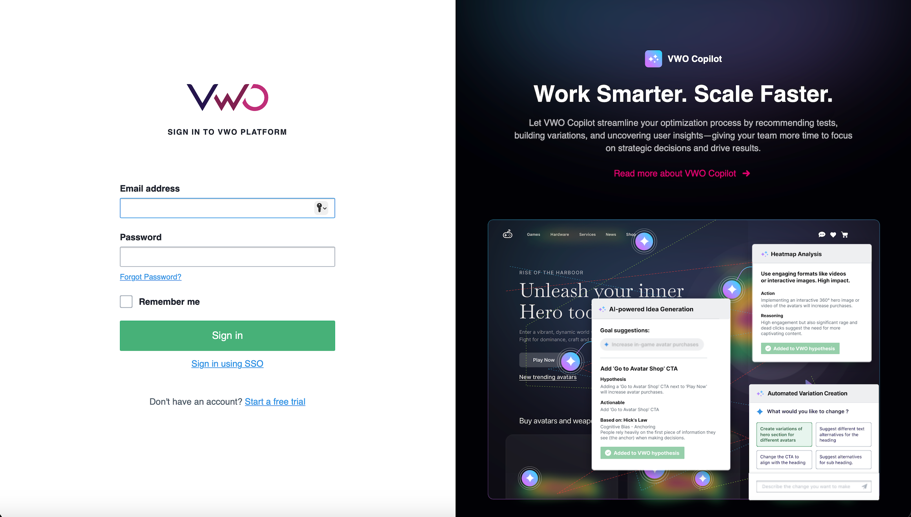 VWO
SIGN IN TO VWO PLATFORM
Email address
Password
Forgot Password?
Remember me
Sign in
Sign in using SSO
Don't have an account? Start a free trial
VWO Copilot
Work Smarter. Scale Faster.
Let VWO Copilot streamline your optimization process by recommending tests,
building variations, and uncovering user insights—giving your team more time to focus
on strategic decisions and drive results.
Read more about VWO Copilot →
Games Hardware Services News Shop
RISE OF THE HARBOR
Unleash your inner
Hero
Enter a vibrant, dynamic
Fight for dominance, craft
Play Now
New trending avatars
Buy avatars and
Heatmap Analysis
Use engaging formats like videos
or interactive images. High impact.
Action
Implementing an interactive 360° hero image or
video of the avatars will increase purchases.
Reasoning
High engagement but also significant rage and
dead clicks suggest the need for more
captivating content.
Added to VWO hypothesis
Ai-powered Idea Generation
Goal suggestions:
Increase in-game avatar purchases
Add 'Go to Avatar Shop' CTA
Hypothesis
Adding a 'Go to Avatar Shop' CTA next to 'Play Now'
will increase avatar purchases.
Actionable
Add 'Go to Avatar Shop' CTA
Based on: Hick's Law
Cognitive Bias - Anchoring
People rely heavily on the first piece of information they
see (the anchor) when making decisions.
Added to VWO hypothesis
Automated Variation Creation
What would you like to change ?
Create variations of
hero section for
different avatars
Suggest different text
alternatives for the
heading
Change the CTA to
align with the heading
Suggest alternatives
for sub heading.
Describe the change you want to make